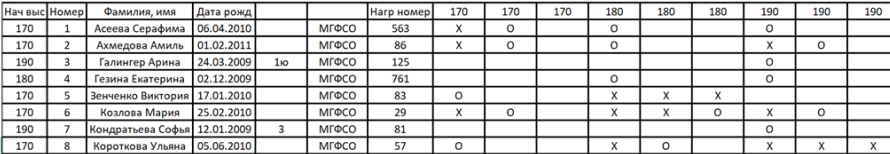 Нач выс Номер Фамилия, имя Дата рожд Нагр номер 170 170 170 180 180 180 190 190 190
170 1 Асеева Серафима 06.04.2010 МГФСО 563 X O O O
170 2 Ахмедова Амиль 01.02.2011 МГФСО 86 X O O X O
190 3 Галингер Арина 24.03.2009 1ю МГФСО 125 O
180 4 Гезина Екатерина 02.12.2009 МГФСО 761 O O
170 5 Зенченко Виктория 17.01.2010 МГФСО 83 O X X X
170 6 Козлова Мария 25.02.2010 МГФСО 29 X O X X O X O
190 7 Кондратьева Софья 12.01.2009 3 МГФСО 81 O
170 8 Короткова Ульяна 05.06.2010 МГФСО 57 O X O X X X